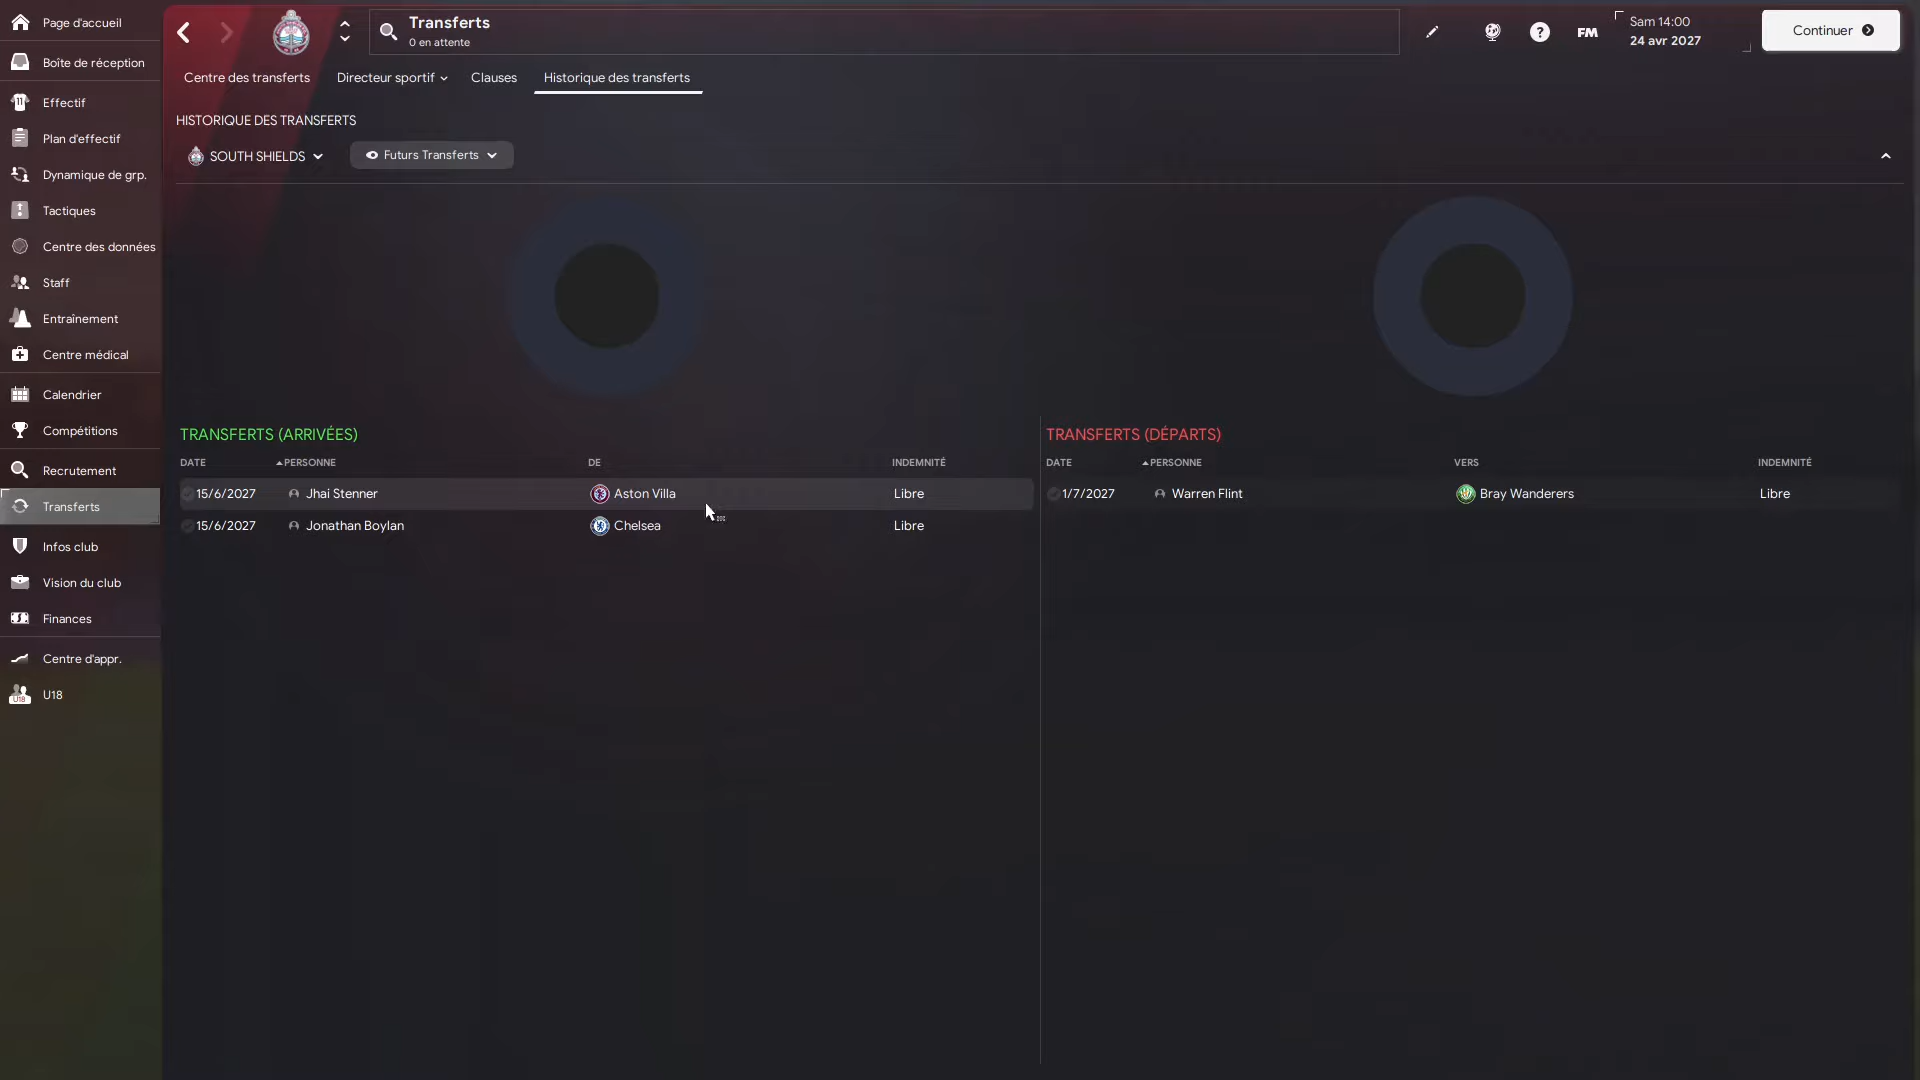 Page d'accueil
Boîte de réception
Effectif
Plan d'effectif
Dynamique de grp.
Tactiques
Centre des données
Staff
Entraînement
Centre médical
Calendrier
Compétitions
Recrutement
Transferts
Infos club
Vision du club
Finances
Centre d'appr.
U18
U18
Transferts
0 en attente
FM
Sam 14:00
24 avr 2027
Continuer
Centre des transferts Directeur sportif Clauses Historique des transferts
HISTORIQUE DES TRANSFERTS
SOUTH SHIELDS Futurs Transferts
TRANSFERTS (ARRIVÉES)
DATE PERSONNE DE INDEMNITÉ
15/6/2027 Jhai Stenner Aston Villa Libre
15/6/2027 Jonathan Boylan Chelsea Libre
TRANSFERTS (DÉPARTS)
DATE PERSONNE VERS INDEMNITÉ
1/7/2027 Warren Flint Bray Wanderers Libre